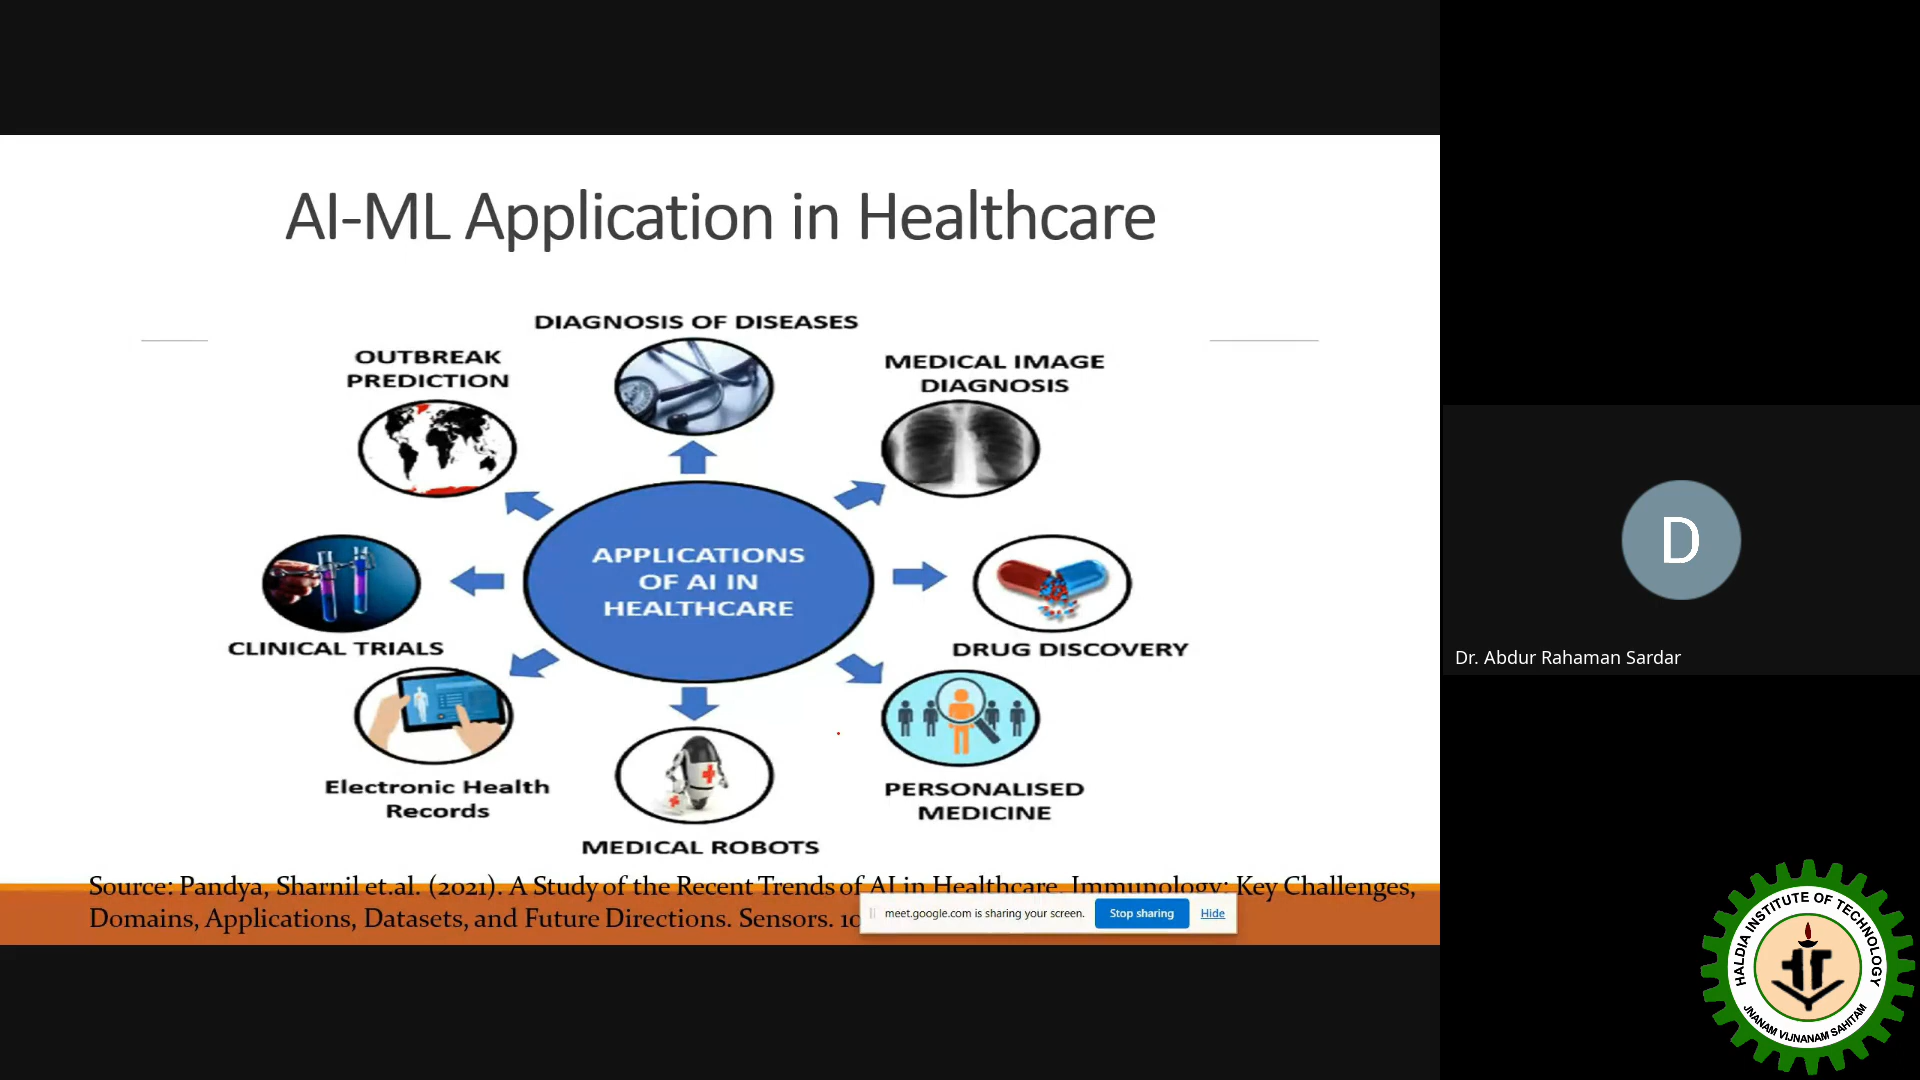 AI-ML Application in Healthcare
DIAGNOSIS OF DISEASES
OUTBREAK
PREDICTION
MEDICAL IMAGE
DIAGNOSIS
APPLICATIONS
OF AI IN
HEALTHCARE
CLINICAL TRIALS
DRUG DISCOVERY
Electronic Health
Records
PERSONALISED
MEDICINE
MEDICAL ROBOTS
Source: Pandya, Sharnil et.al. (2021). A Study of the Recent Trends of AI in Healthcare, Immunology: Key Challenges,
Domains, Applications, Datasets, and Future Directions. Sensors. 10
meet.google.com is sharing your screen.
Stop sharing
Hide
D
Dr. Abdur Rahaman Sardar
HALDIA INSTITUTE OF TECHNOLOGY
JNANAM VIJNANAM SAHITAM